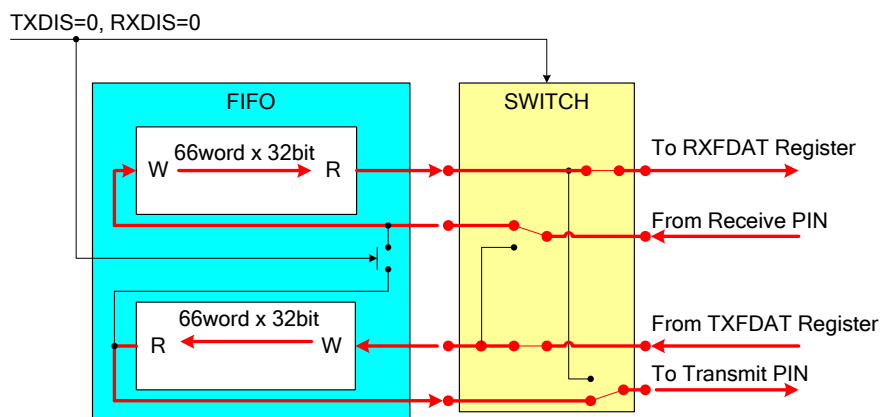 TXDIS=0, RXDIS=0
FIFO
SWITCH
66word x 32bit
W
R
To RXFDAT Register
From Receive PIN
66word x 32bit
R
W
From TXFDAT Register
To Transmit PIN